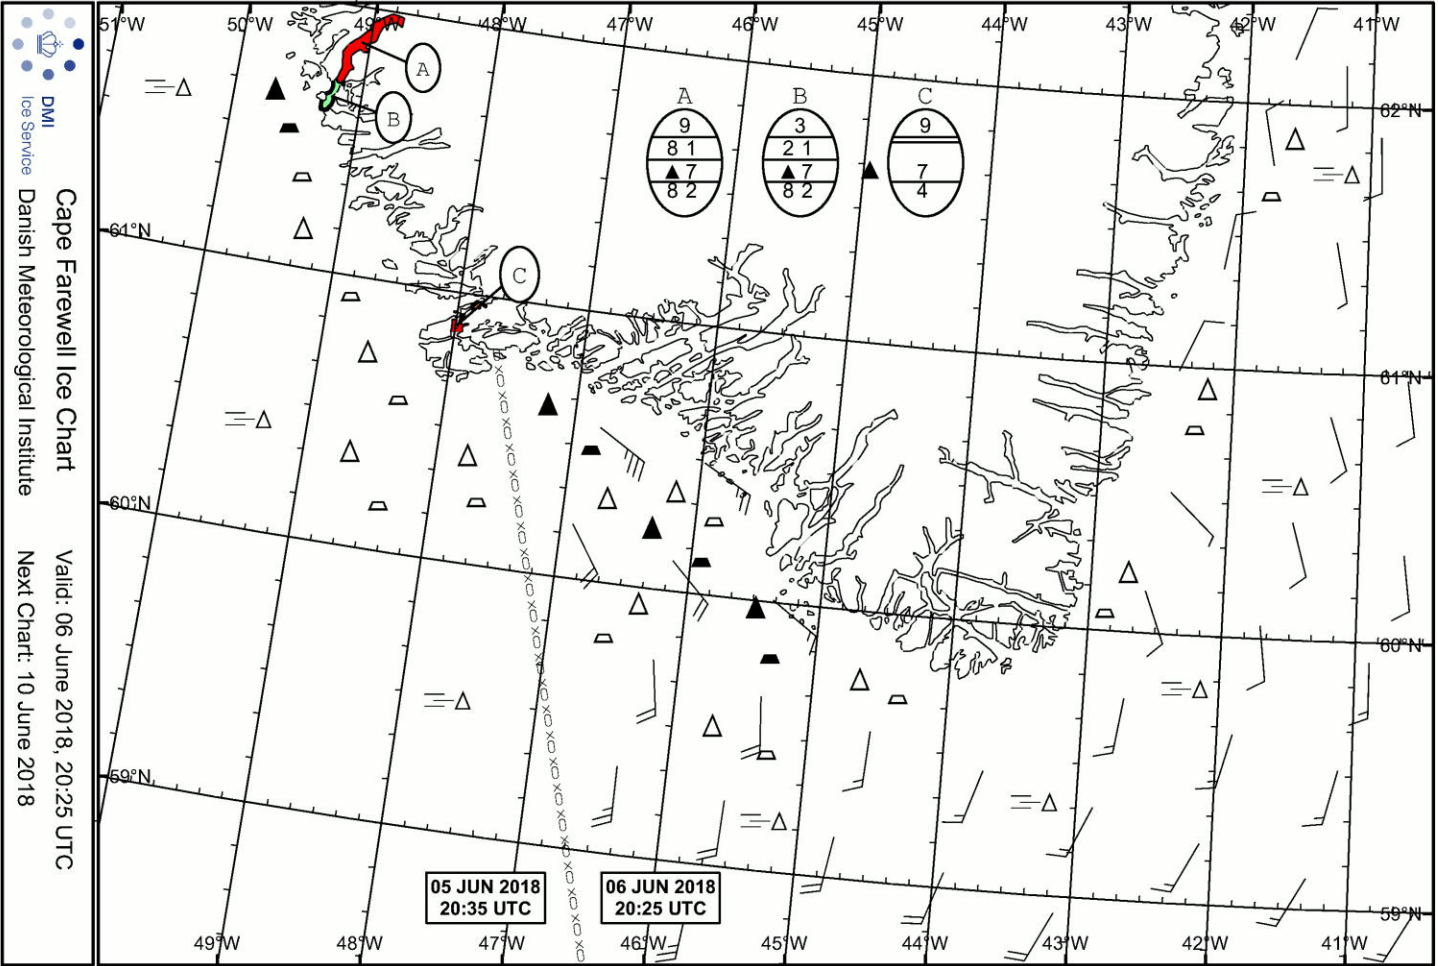 DMI
Ice Service
Cape Farewell Ice Chart
Danish Meteorological Institute
Valid: 06 June 2018, 20:25 UTC
Next Chart: 10 June 2018
51°W 50°W 49°W 48°W 47°W 46°W 45°W 44°W 43°W 42°W 41°W
A
B
C
A B C
9 3 9
8 1 2 1
7 7 7
8 2 8 2 4
62°N
61°N
61°N
60°N
60°N
59°N
59°N
05 JUN 2018
20:35 UTC
06 JUN 2018
20:25 UTC
49°W 48°W 47°W 46°W 45°W 44°W 43°W 42°W 41°W